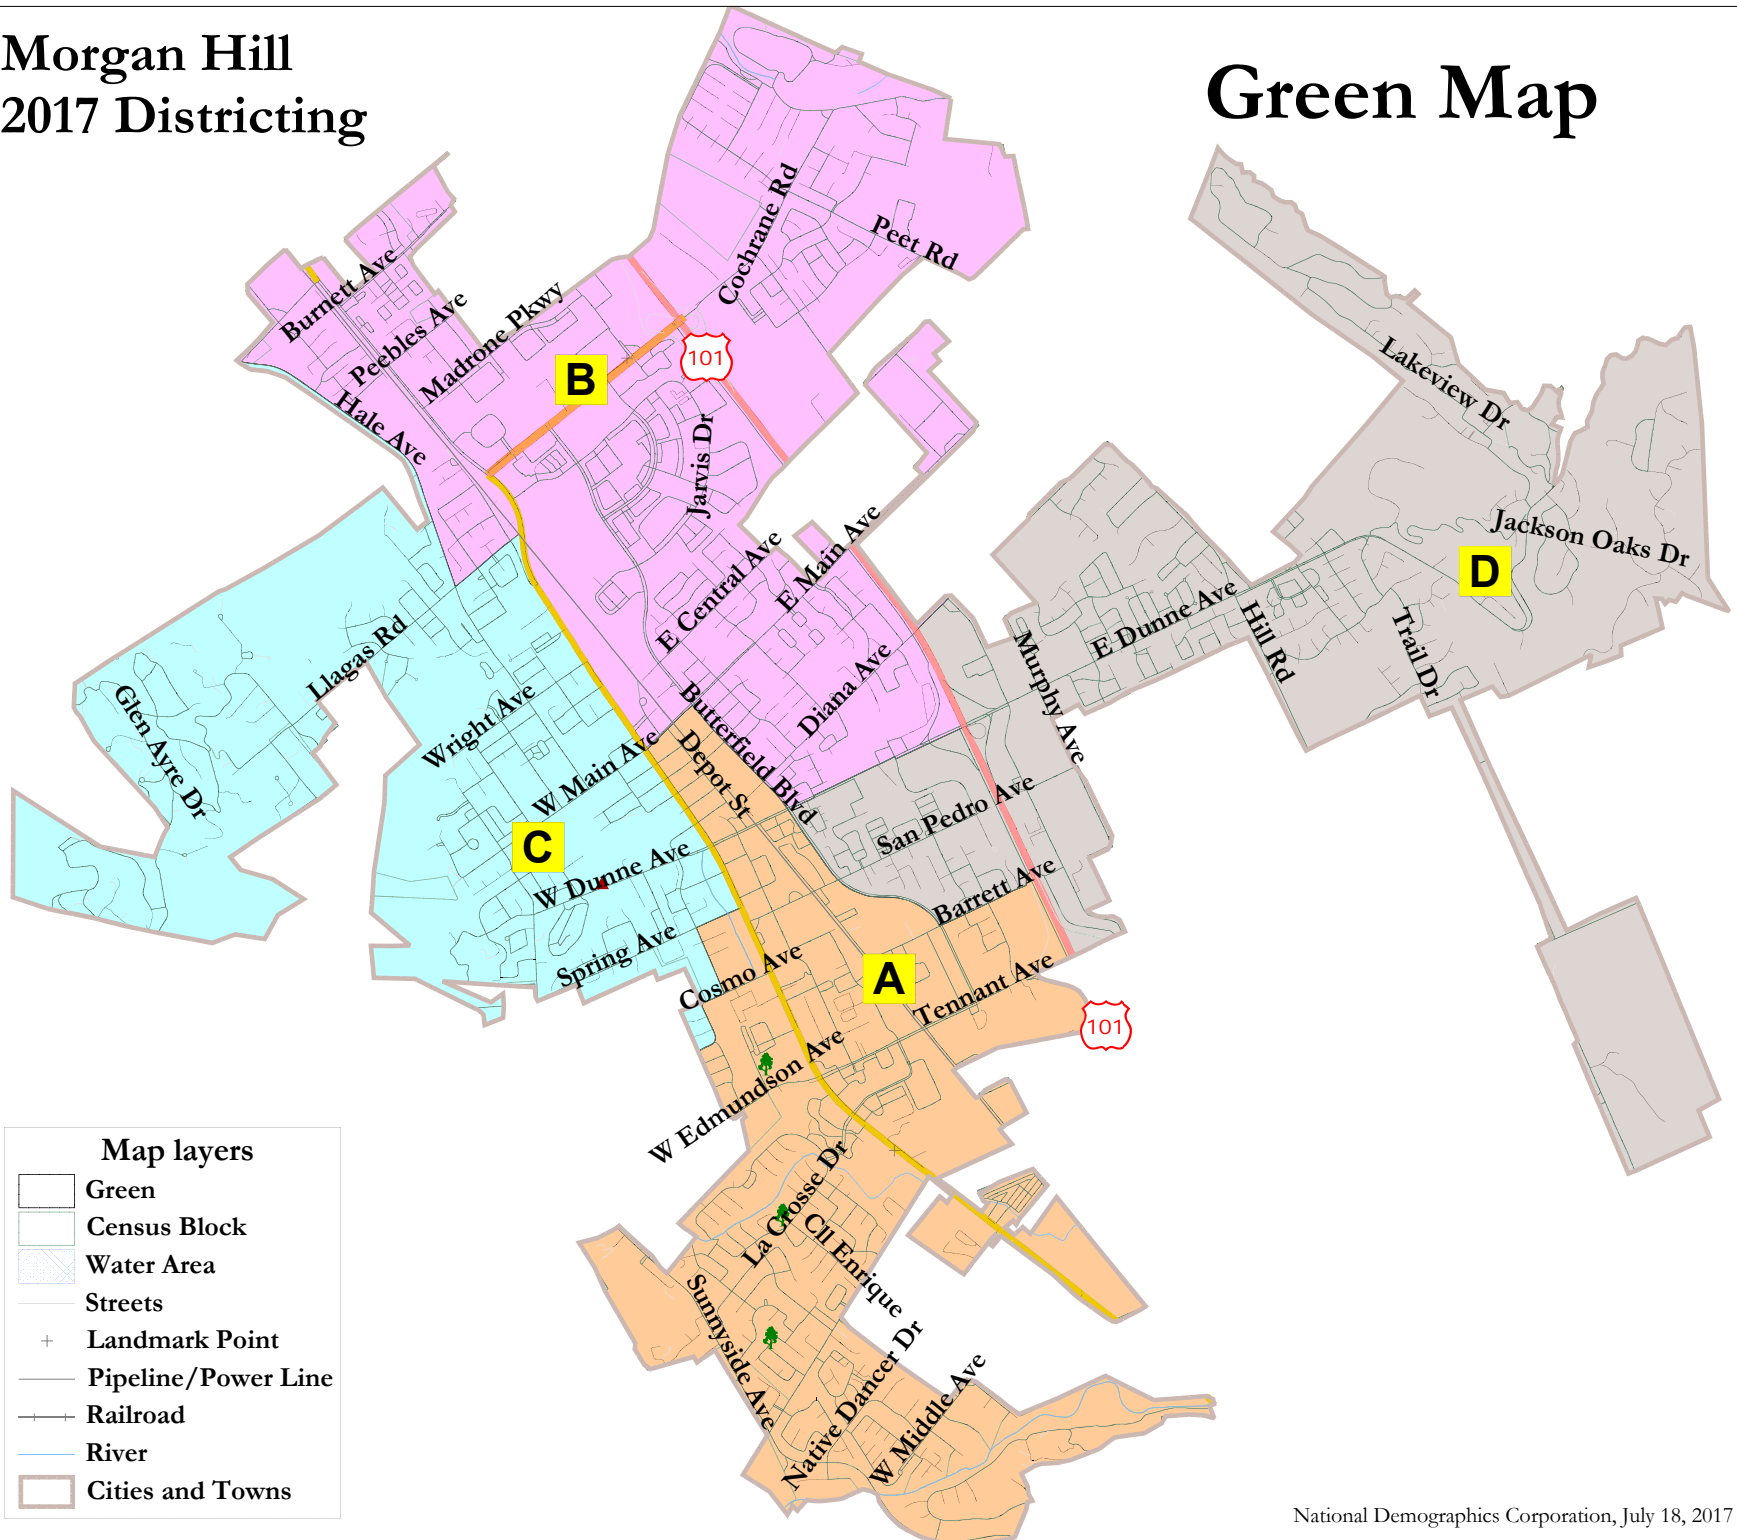 Morgan Hill
2017 Districting
Green Map
Cochrane Rd
Peet Rd
Burnett Ave
Peebles Ave
Madrone Pkwy
Hale Ave
B
101
Jarvis Dr
Lakeview Dr
Jackson Oaks Dr
D
E Central Ave
E Main Ave
E Dunne Ave
Hill Rd
Trail Dr
Murphy Ave
Llagas Rd
Glen Ayre Dr
Wright Ave
W Main Ave
Butterfield Blvd
Diana Ave
Depot St
San Pedro Ave
C
W Dunne Ave
Barrett Ave
Spring Ave
Cosmo Ave
A
Tennant Ave
101
W Edmundson Ave
La Crosse Dr
Cll Enrique
Sunnyside Ave
Native Dancer Dr
W Middle Ave
Map layers
Green
Census Block
Water Area
Streets
Landmark Point
Pipeline/Power Line
Railroad
River
Cities and Towns
National Demographics Corporation, July 18, 2017